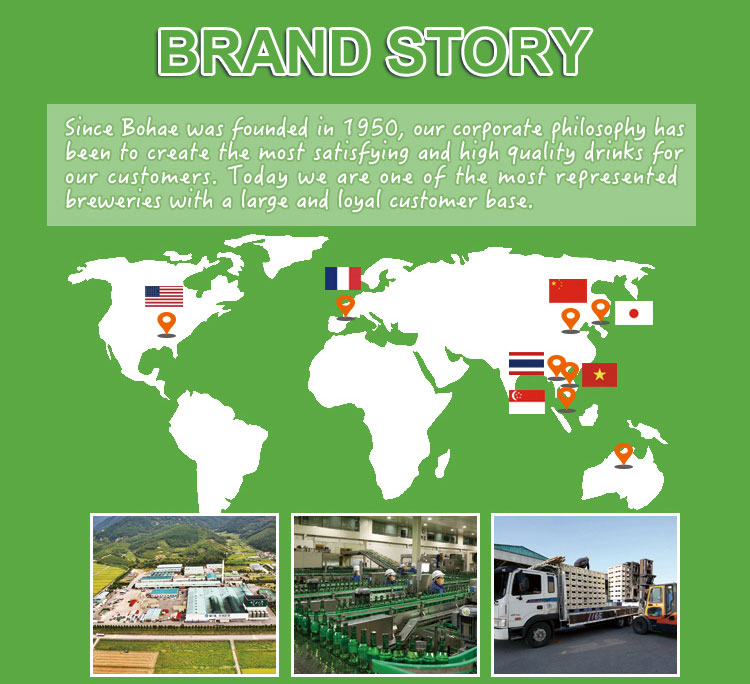 BRAND STORY
Since Bohae was founded in 1950, our corporate philosophy has
been to create the most satisfying and high quality drinks for
our customers. Today we are one of the most represented
breweries with a large and loyal customer base.